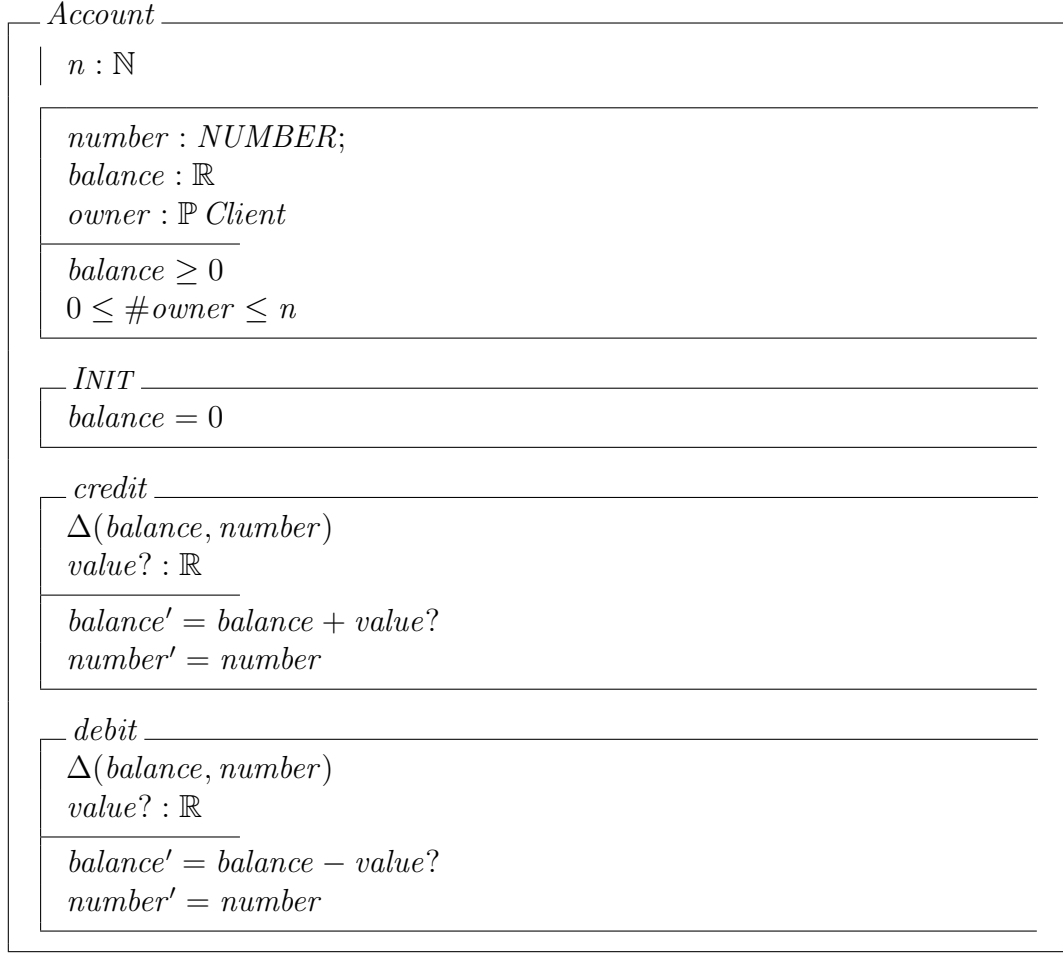 Account
n : ℕ
number : NUMBER;
balance : ℝ
owner : ℙ Client
balance ≥ 0
0 ≤ #owner ≤ n
INIT
balance = 0
credit
Δ(balance, number)
value? : ℝ
balance′ = balance + value?
number′ = number
debit
Δ(balance, number)
value? : ℝ
balance′ = balance − value?
number′ = number